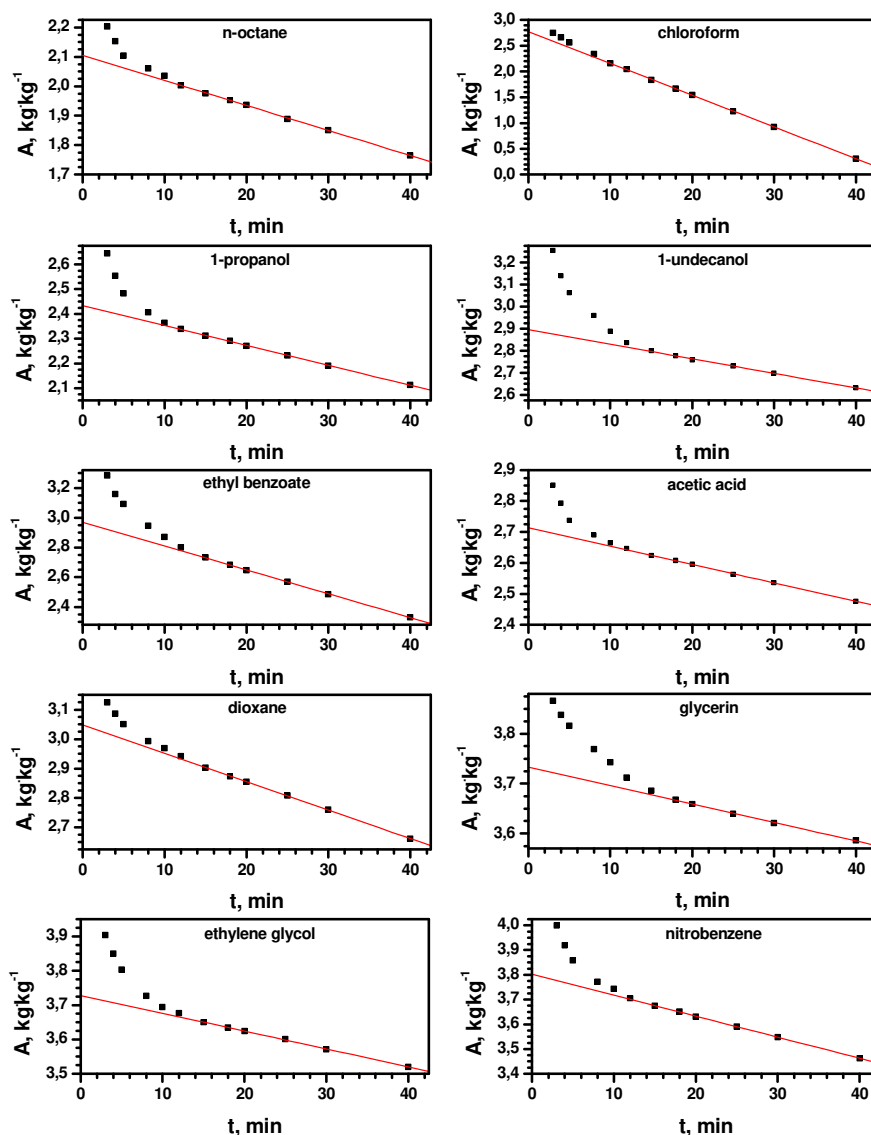 n-octane
A, kg·kg⁻¹
2,2
2,1
2,0
1,9
1,8
1,7
0 10 20 30 40
t, min
chloroform
A, kg·kg⁻¹
3,0
2,5
2,0
1,5
1,0
0,5
0,0
0 10 20 30 40
t, min
1-propanol
A, kg·kg⁻¹
2,6
2,5
2,4
2,3
2,2
2,1
0 10 20 30 40
t, min
1-undecanol
A, kg·kg⁻¹
3,2
3,1
3,0
2,9
2,8
2,7
2,6
0 10 20 30 40
t, min
ethyl benzoate
A, kg·kg⁻¹
3,2
3,0
2,8
2,6
2,4
0 10 20 30 40
t, min
acetic acid
A, kg·kg⁻¹
2,9
2,8
2,7
2,6
2,5
2,4
0 10 20 30 40
t, min
dioxane
A, kg·kg⁻¹
3,1
3,0
2,9
2,8
2,7
0 10 20 30 40
t, min
glycerin
A, kg·kg⁻¹
3,8
3,7
3,6
0 10 20 30 40
t, min
ethylene glycol
A, kg·kg⁻¹
3,9
3,8
3,7
3,6
3,5
0 10 20 30 40
t, min
nitrobenzene
A, kg·kg⁻¹
4,0
3,9
3,8
3,7
3,6
3,5
3,4
0 10 20 30 40
t, min